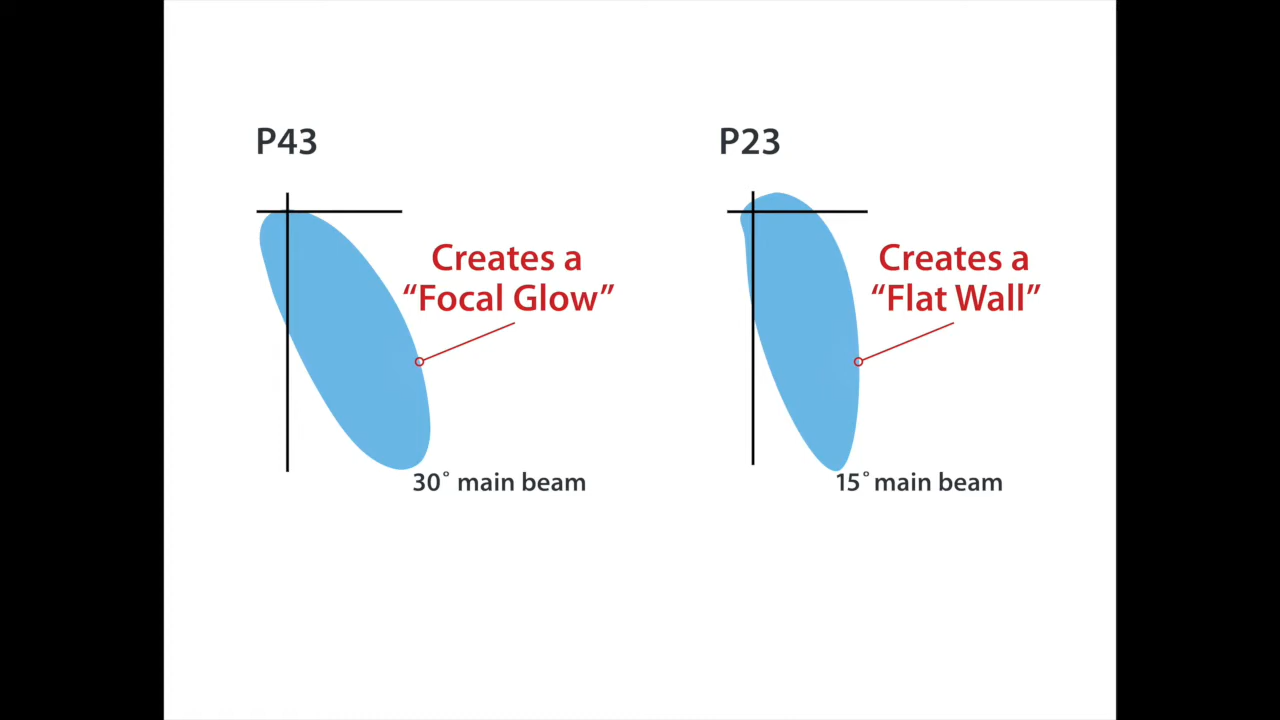 P43
Creates a
“Focal Glow”
30˚ main beam
P23
Creates a
“Flat Wall”
15˚ main beam